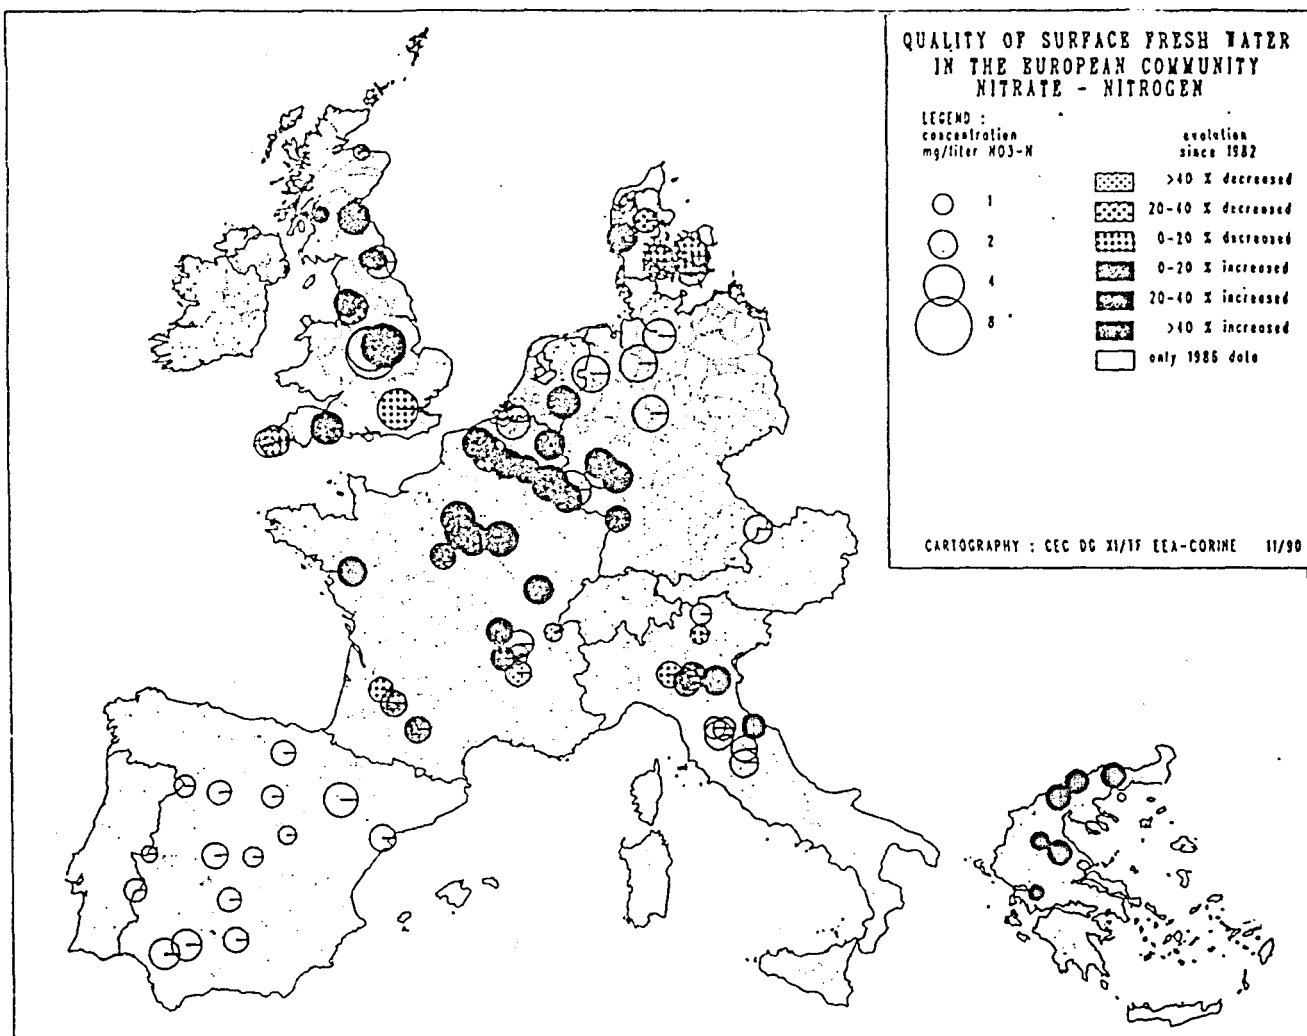 QUALITY OF SURFACE FRESH WATER
IN THE EUROPEAN COMMUNITY
NITRATE - NITROGEN
LEGEND :
concentration
mg/liter NO3-N
1
2
4
8
evolution
since 1982
>40 % decreased
20-40 % decreased
0-20 % decreased
0-20 % increased
20-40 % increased
>40 % increased
only 1986 data
CARTOGRAPHY : CEC DG XI/TF EEA-CORINE 11/90